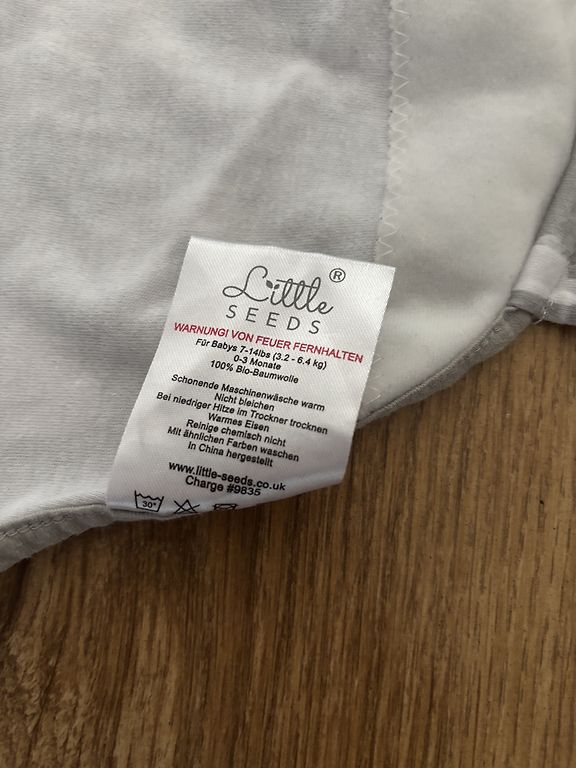 Little®
SEEDS
WARNUNG! VON FEUER FERNHALTEN
Für Babys 7-14lbs (3.2 - 6.4 kg)
0-3 Monate
100% Bio-Baumwolle
Schonende Maschinenwäsche warm
Nicht bleichen
Bei niedriger Hitze im Trockner trocknen
Warmes Eisen
Reinige chemisch nicht
Mit ähnlichen Farben waschen
In China hergestellt
www.little-seeds.co.uk
Charge #9835
30°